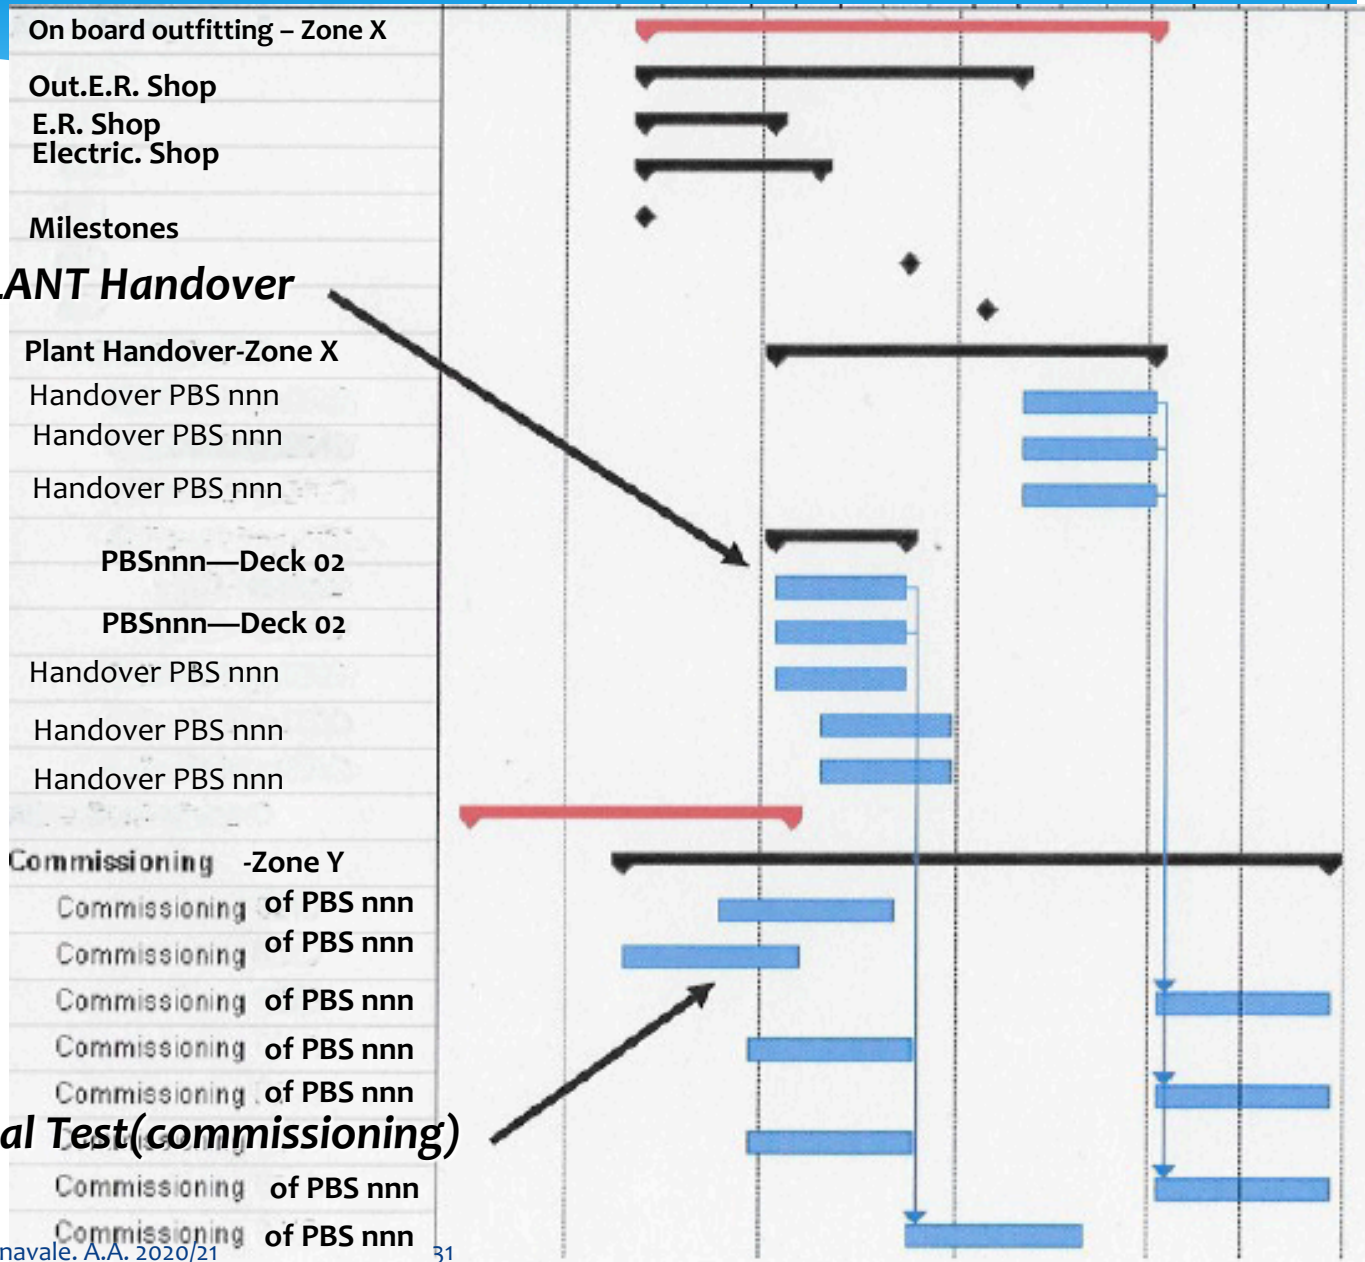 On board outfitting – Zone X
Out.E.R. Shop
E.R. Shop
Electric. Shop
Milestones
LANT Handover
Plant Handover-Zone X
Handover PBS nnn
Handover PBS nnn
Handover PBS nnn
PBSnnn—Deck 02
PBSnnn—Deck 02
Handover PBS nnn
Handover PBS nnn
Handover PBS nnn
Commissioning -Zone Y
Commissioning of PBS nnn
Commissioning of PBS nnn
Commissioning of PBS nnn
Commissioning of PBS nnn
Commissioning of PBS nnn
al Test(commissioning)
Commissioning of PBS nnn
Commissioning of PBS nnn
navale. A.A. 2020/21 31